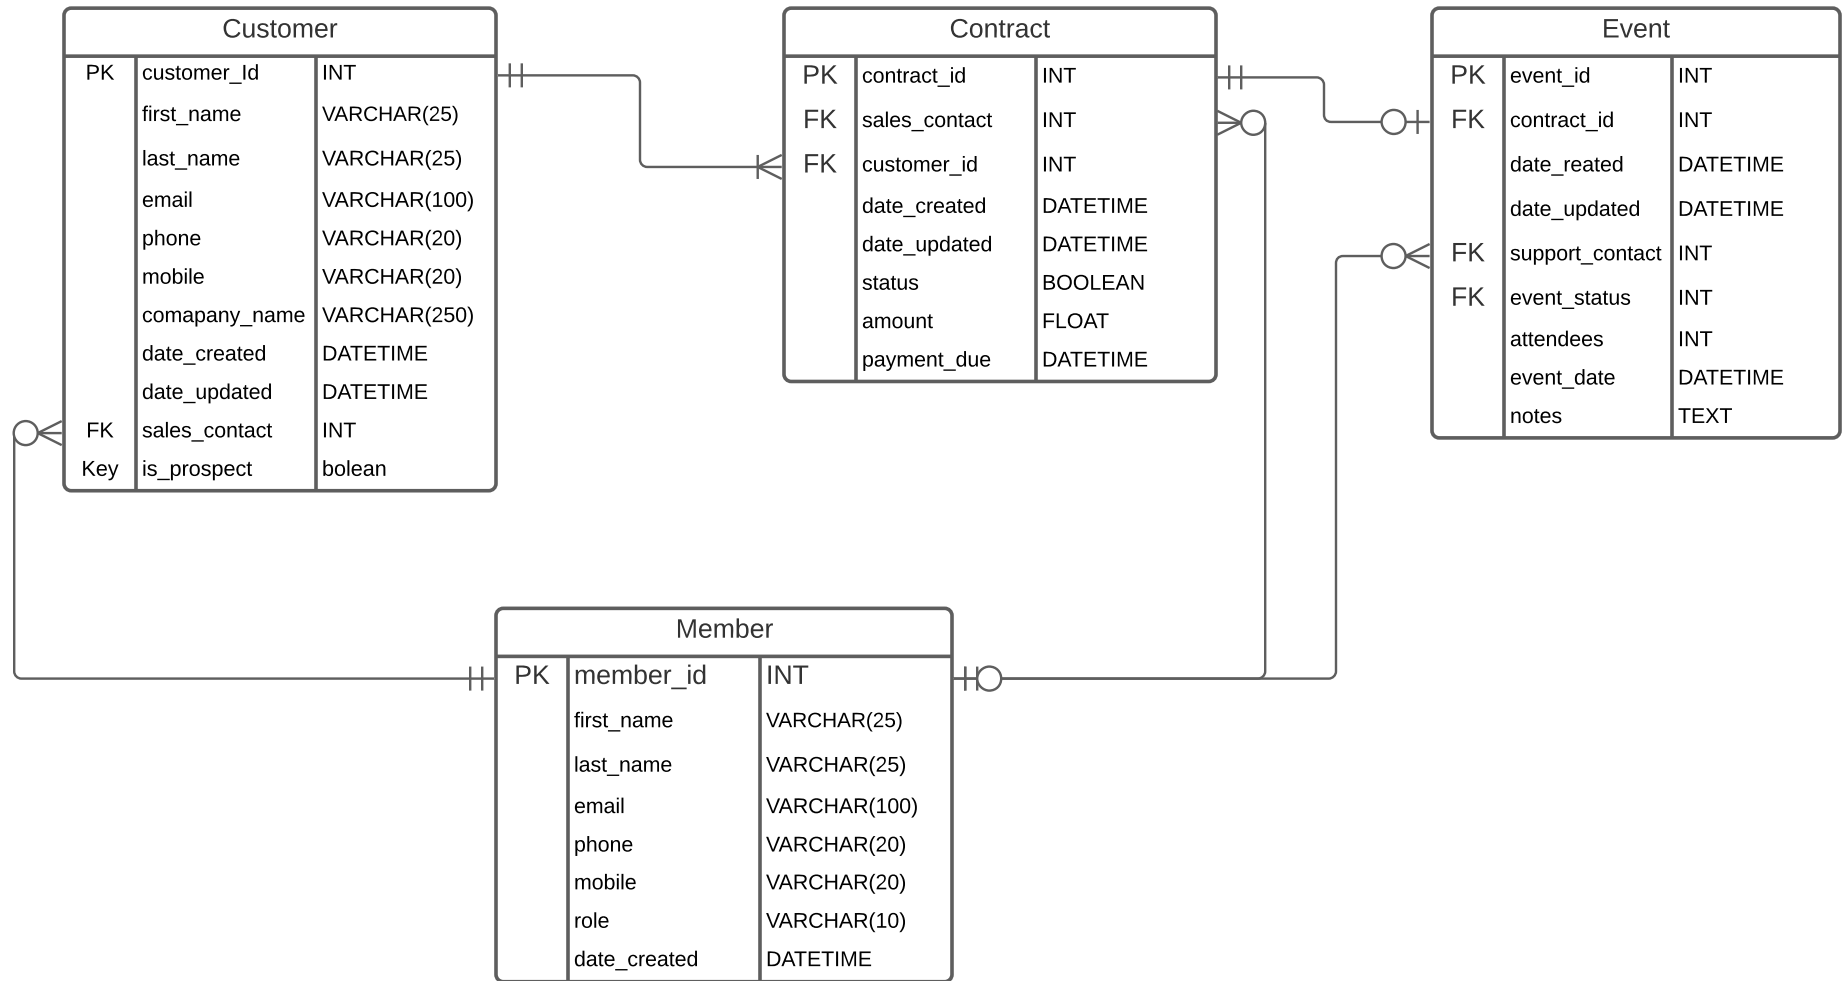 Customer
PK customer_Id INT
first_name VARCHAR(25)
last_name VARCHAR(25)
email VARCHAR(100)
phone VARCHAR(20)
mobile VARCHAR(20)
comapany_name VARCHAR(250)
date_created DATETIME
date_updated DATETIME
FK sales_contact INT
Key is_prospect bolean
Contract
PK contract_id INT
FK sales_contact INT
FK customer_id INT
date_created DATETIME
date_updated DATETIME
status BOOLEAN
amount FLOAT
payment_due DATETIME
Event
PK event_id INT
FK contract_id INT
date_reated DATETIME
date_updated DATETIME
FK support_contact INT
FK event_status INT
attendees INT
event_date DATETIME
notes TEXT
Member
PK member_id INT
first_name VARCHAR(25)
last_name VARCHAR(25)
email VARCHAR(100)
phone VARCHAR(20)
mobile VARCHAR(20)
role VARCHAR(10)
date_created DATETIME